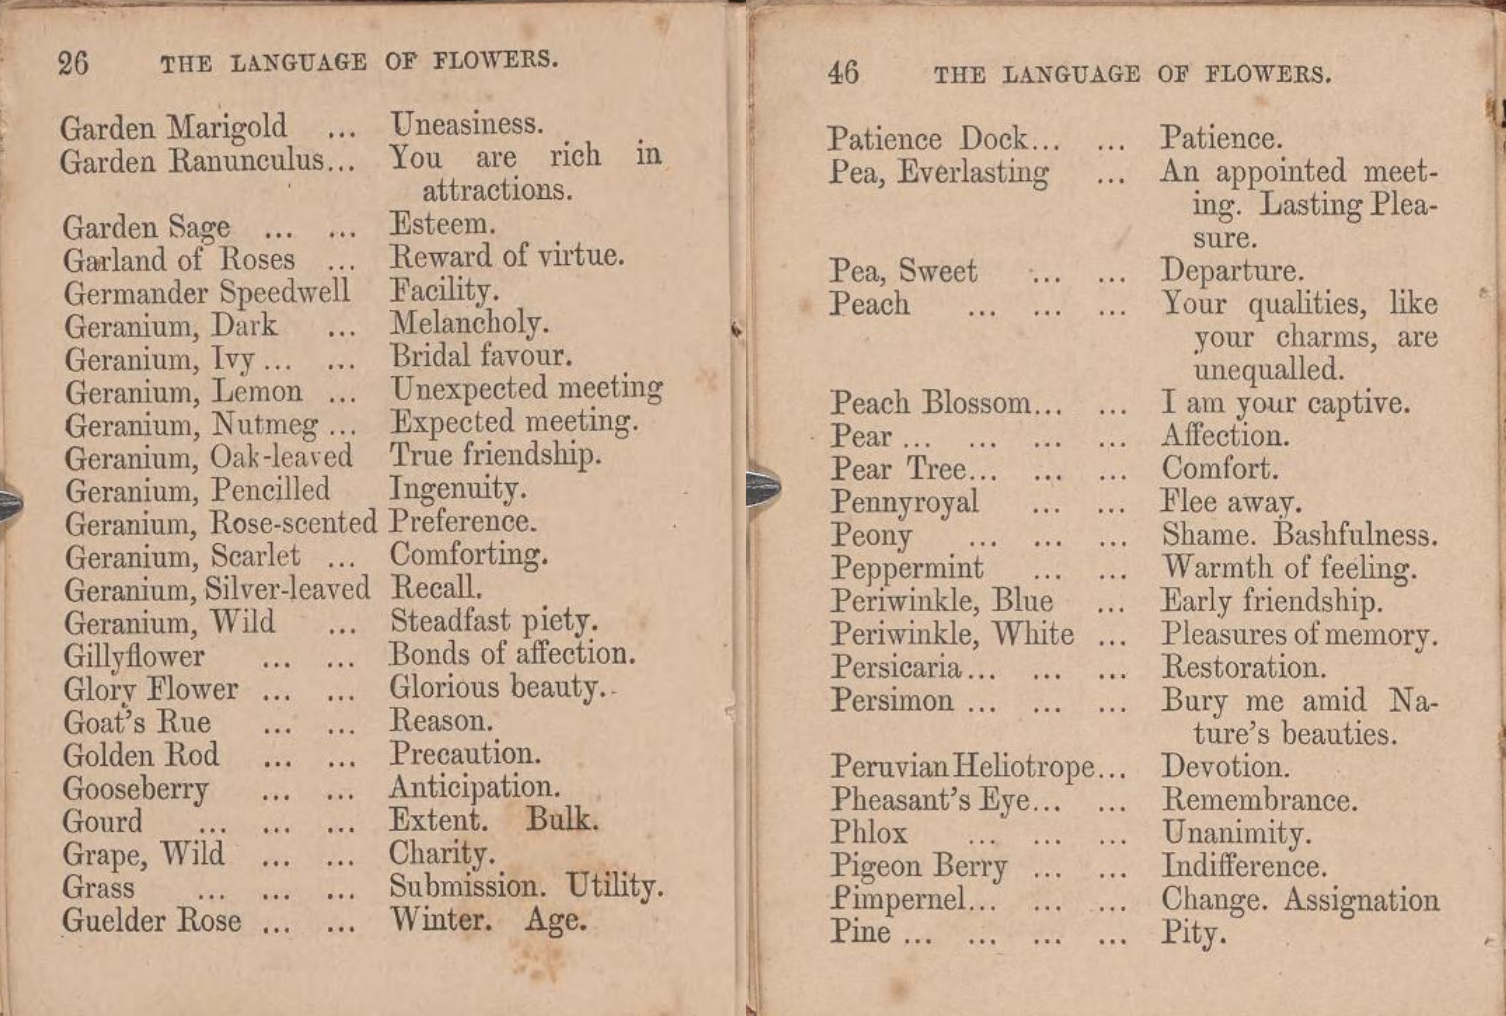 26 THE LANGUAGE OF FLOWERS.
Garden Marigold ... Uneasiness.
Garden Ranunculus... You are rich in
attractions.
Garden Sage ... ... Esteem.
Garland of Roses ... Reward of virtue.
Germander Speedwell Facility.
Geranium, Dark ... Melancholy.
Geranium, Ivy ... ... Bridal favour.
Geranium, Lemon ... Unexpected meeting
Geranium, Nutmeg ... Expected meeting.
Geranium, Oak-leaved True friendship.
Geranium, Pencilled Ingenuity.
Geranium, Rose-scented Preference.
Geranium, Scarlet ... Comforting.
Geranium, Silver-leaved Recall.
Geranium, Wild ... Steadfast piety.
Gillyflower ... ... Bonds of affection.
Glory Flower ... ... Glorious beauty.
Goat's Rue ... ... Reason.
Golden Rod ... ... Precaution.
Gooseberry ... ... Anticipation.
Gourd ... ... ... Extent. Bulk.
Grape, Wild ... ... Charity.
Grass ... ... ... Submission. Utility.
Guelder Rose ... ... Winter. Age.
46 THE LANGUAGE OF FLOWERS.
Patience Dock... ... Patience.
Pea, Everlasting ... An appointed meet-
ing. Lasting Plea-
sure.
Pea, Sweet ... ... Departure.
Peach ... ... ... Your qualities, like
your charms, are
unequalled.
Peach Blossom... ... I am your captive.
Pear ... ... ... ... Affection.
Pear Tree... ... ... Comfort.
Pennyroyal ... ... Flee away.
Peony ... ... ... Shame. Bashfulness.
Peppermint ... ... Warmth of feeling.
Periwinkle, Blue ... Early friendship.
Periwinkle, White ... Pleasures of memory.
Persicaria... ... ... Restoration.
Persimon ... ... ... Bury me amid Na-
ture's beauties.
Peruvian Heliotrope... Devotion.
Pheasant's Eye... ... Remembrance.
Phlox ... ... ... Unanimity.
Pigeon Berry ... ... Indifference.
Pimpernel... ... ... Change. Assignation
Pine ... ... ... ... Pity.